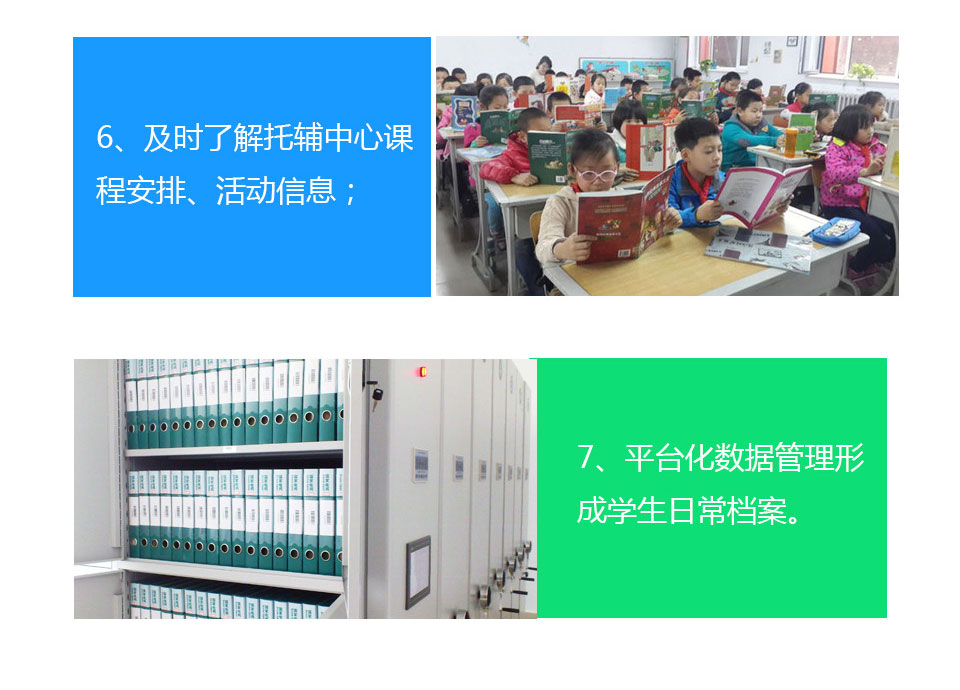 6、及时了解托辅中心课
程安排、活动信息；
7、平台化数据管理形
成学生日常档案。